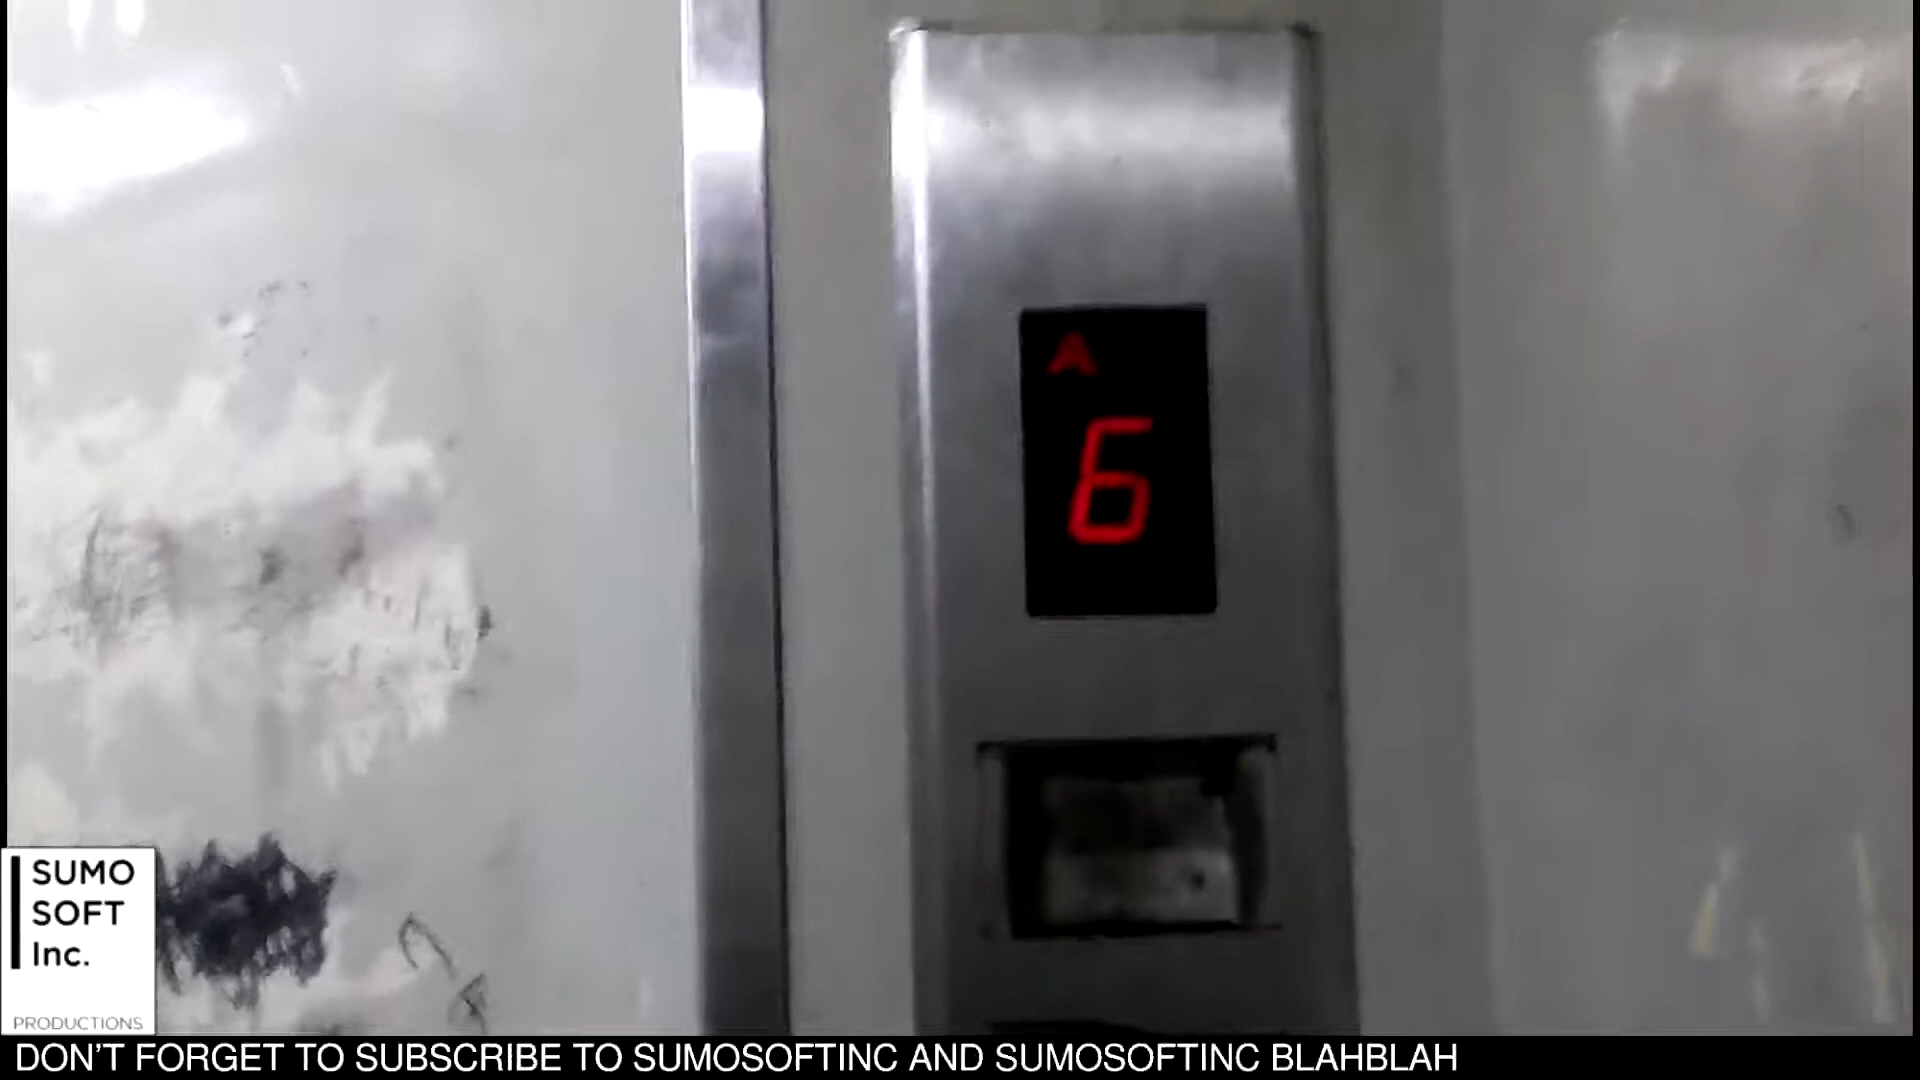 6
SUMO
SOFT
Inc.
PRODUCTIONS
DON'T FORGET TO SUBSCRIBE TO SUMOSOFTINC AND SUMOSOFTINC BLAHBLAH